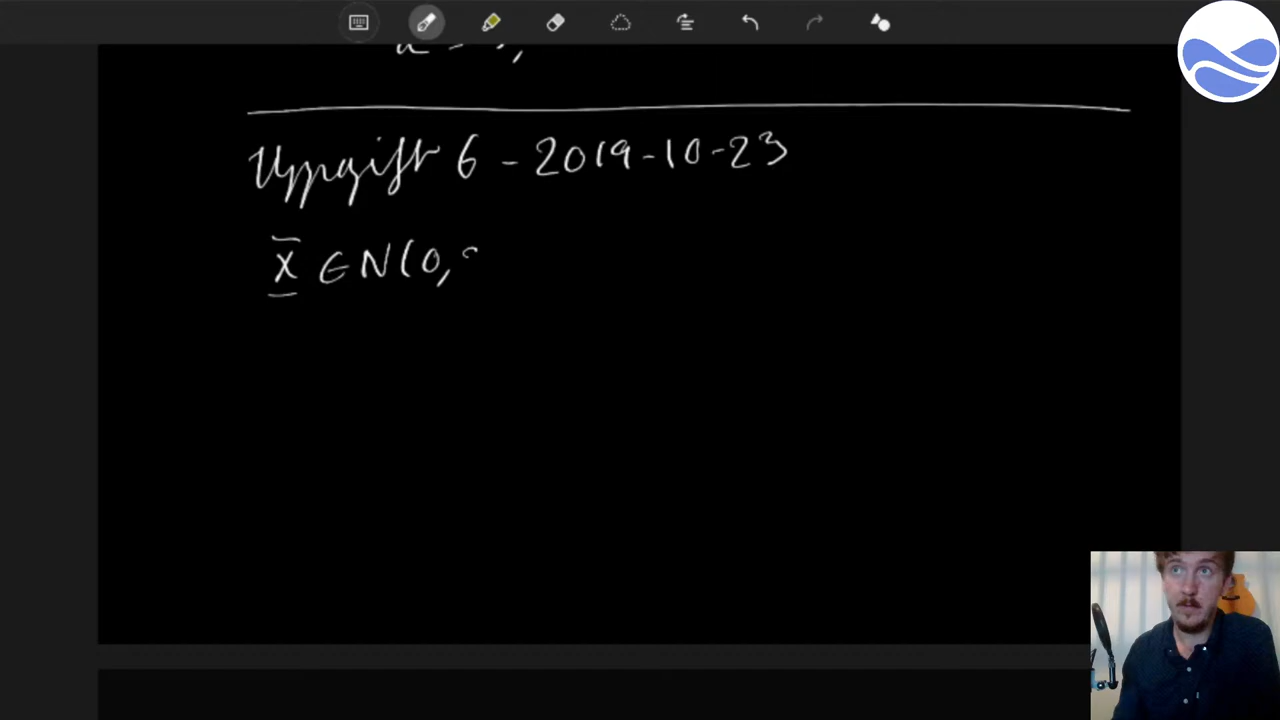 Uppgift 6 - 2019-10-23
X ∈ N(0,